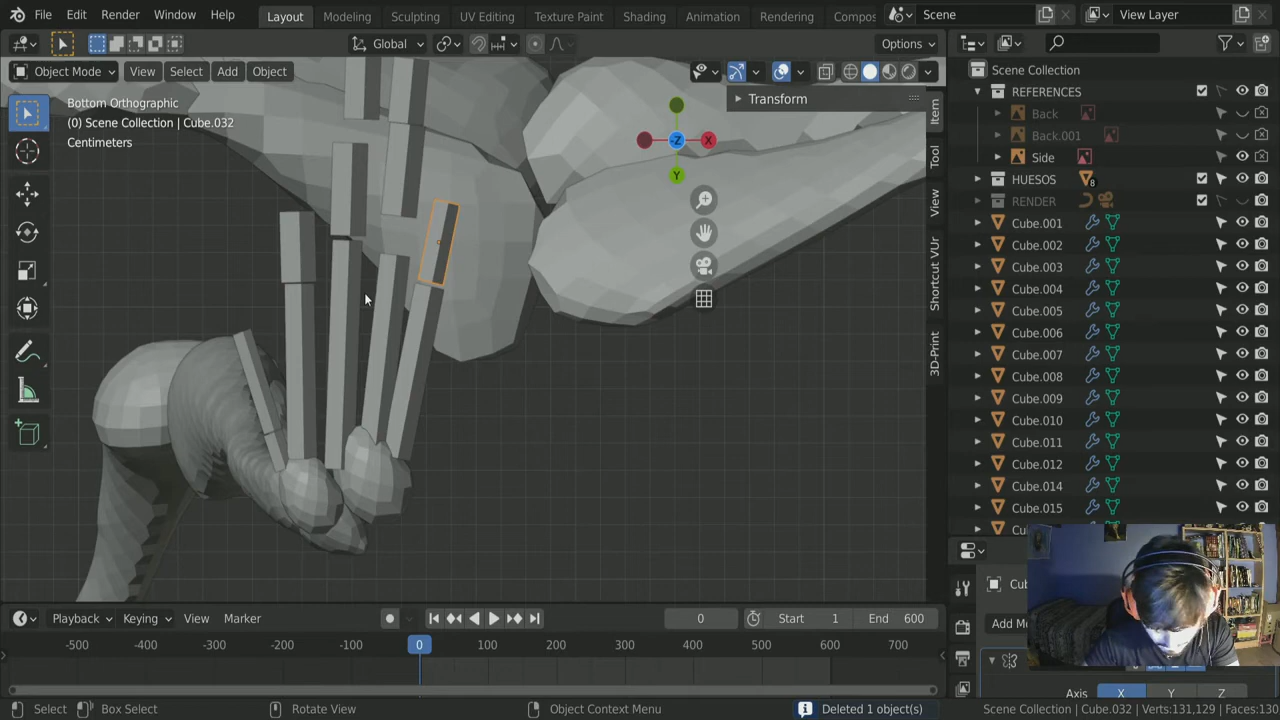 File Edit Render Window Help Layout Modeling Sculpting UV Editing Texture Paint Shading Animation Rendering Compos Scene View Layer
Global Options
Object Mode View Select Add Object
Bottom Orthographic
(0) Scene Collection | Cube.032
Centimeters
Transform
-Z X
Y
Item
Tool
View
Shortcut VUr
3D-Print
Scene Collection
REFERENCES
Back
Back.001
Side
HUESOS 8
RENDER
Cube.001
Cube.002
Cube.003
Cube.004
Cube.005
Cube.006
Cube.007
Cube.008
Cube.009
Cube.010
Cube.011
Cube.012
Cube.014
Cube.015
Cub
Add Mo
Axis X Y Z
Playback Keying View Marker 0 Start 1 End 600
-500 -400 -300 -200 -100 0 100 200 300 400 500 600 700
Select Box Select Rotate View Object Context Menu Deleted 1 object(s) Scene Collection | Cube.032 Verts:131,129 | Faces:130